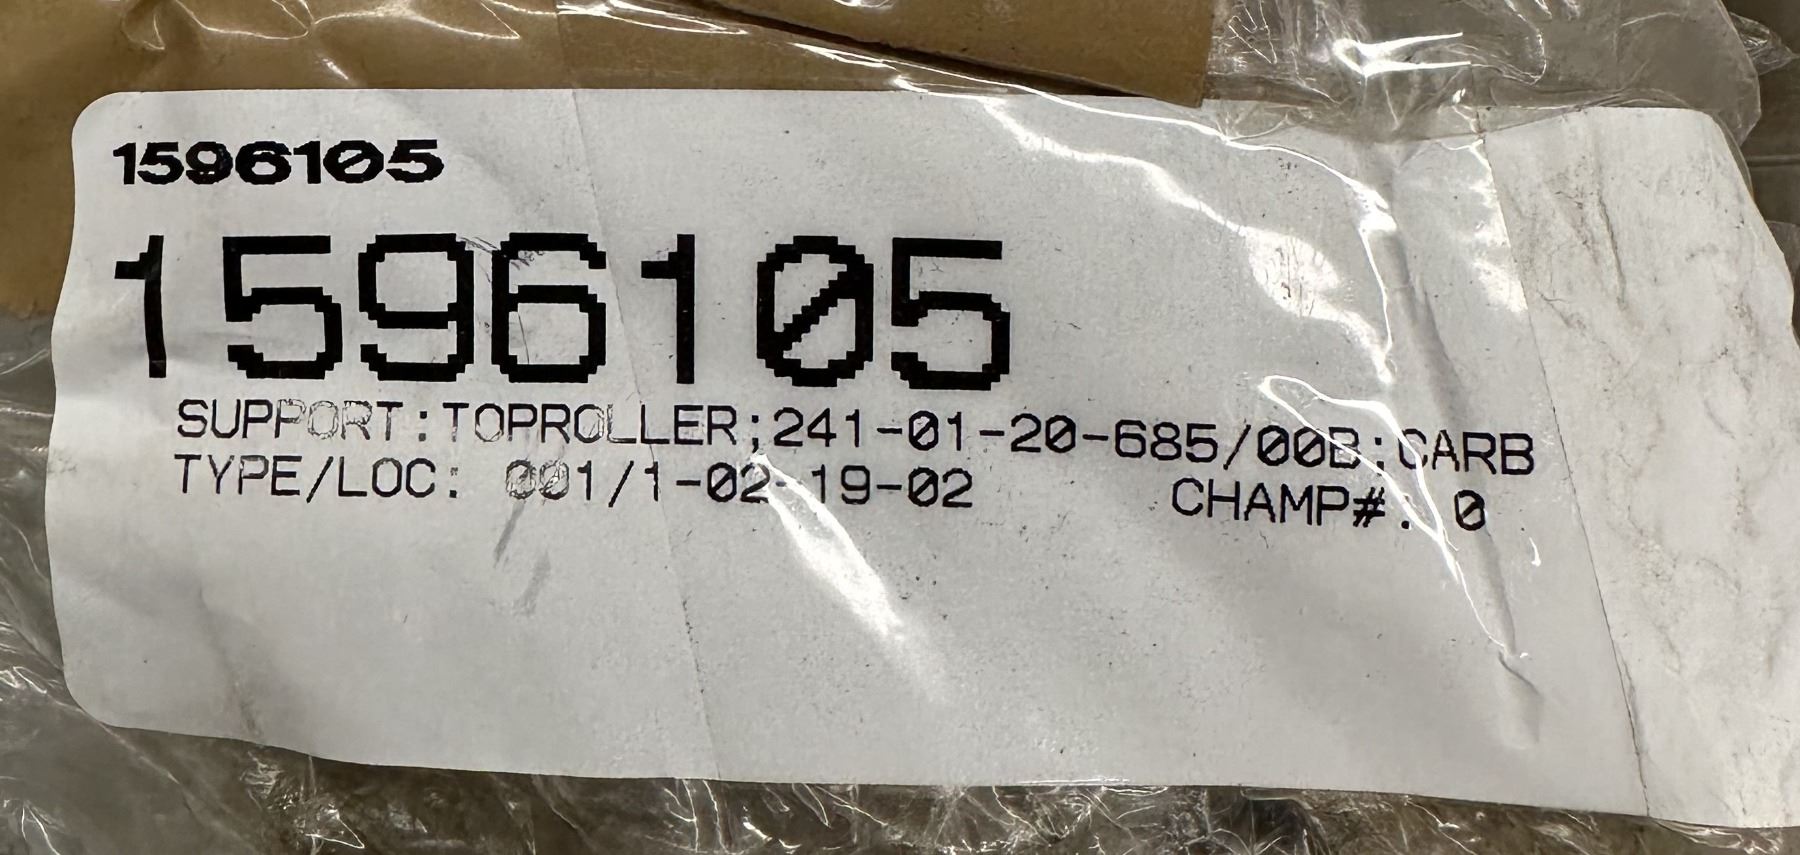 1596105
1596105
SUPPORT:TOPROLLER;241-01-20-685/00B:CARB
TYPE/LOC: 001/1-02-19-02 CHAMP#: 0